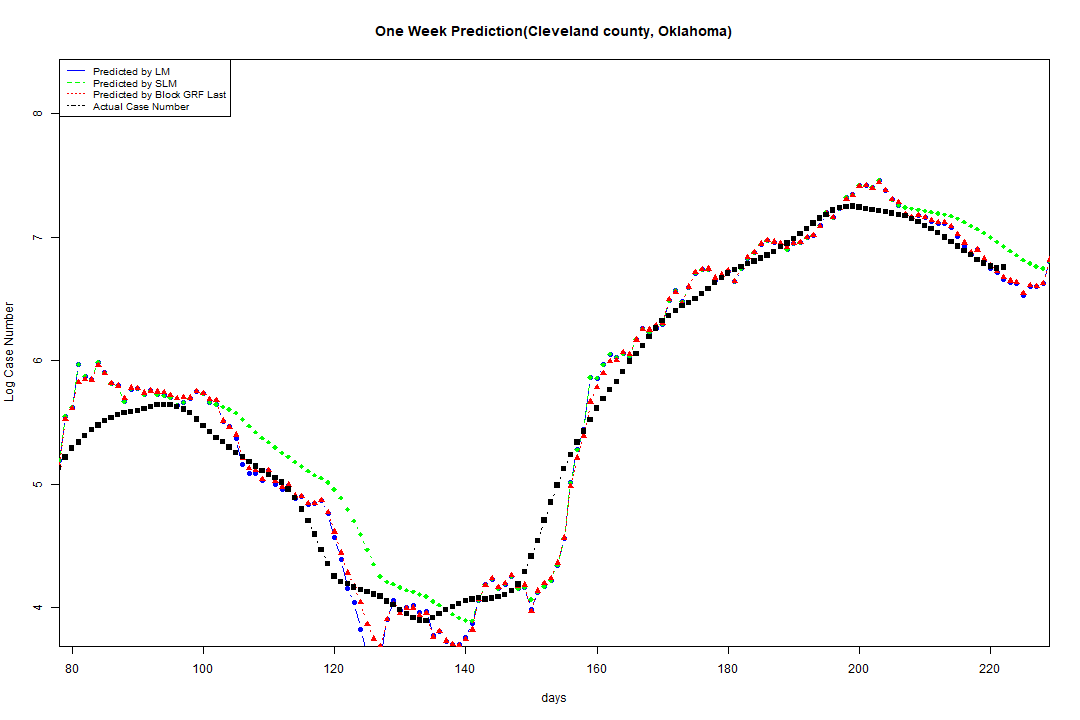 One Week Prediction(Cleveland county, Oklahoma)
Predicted by LM
Predicted by SLM
Predicted by Block GRF Last
Actual Case Number
8
7
6
5
4
Log Case Number
80 100 120 140 160 180 200 220
days